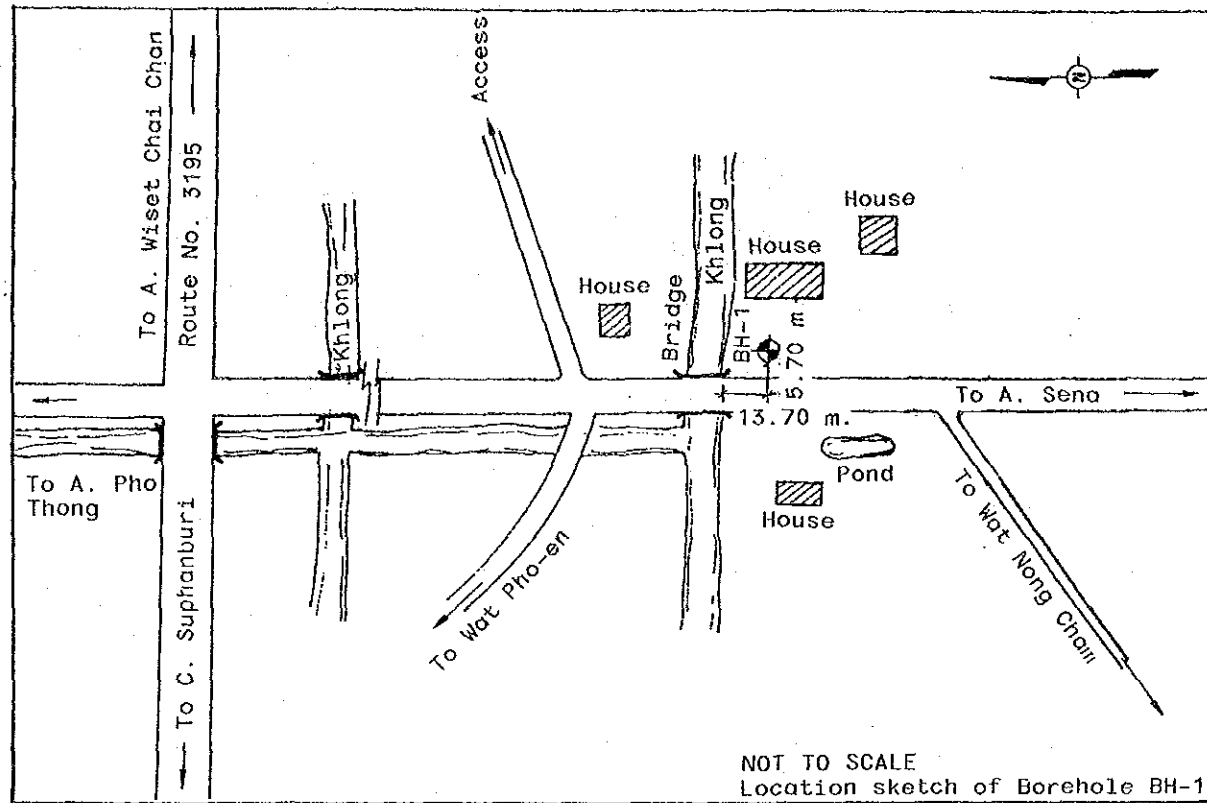 To A. Wiset Chai Chan
Route No. 3195
Access
N
Khlong
House
Bridge
Khlong
House
House
BH-1
5.70 m.
13.70 m.
To A. Sena
To A. Pho
Thong
To C. Suphanburi
To Wat Pho-en
Pond
House
To Wat Nong Cham
NOT TO SCALE
Location sketch of Borehole BH-1